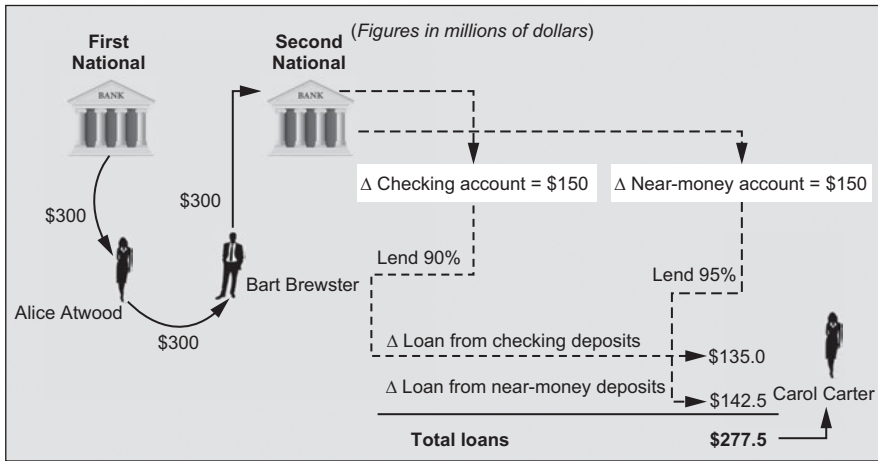 (Figures in millions of dollars)
First
National
Second
National
BANK
BANK
$300
$300
$300
Alice Atwood
Bart Brewster
Δ Checking account = $150
Δ Near-money account = $150
Lend 90%
Lend 95%
Δ Loan from checking deposits
$135.0
Δ Loan from near-money deposits
$142.5
Carol Carter
Total loans
$277.5